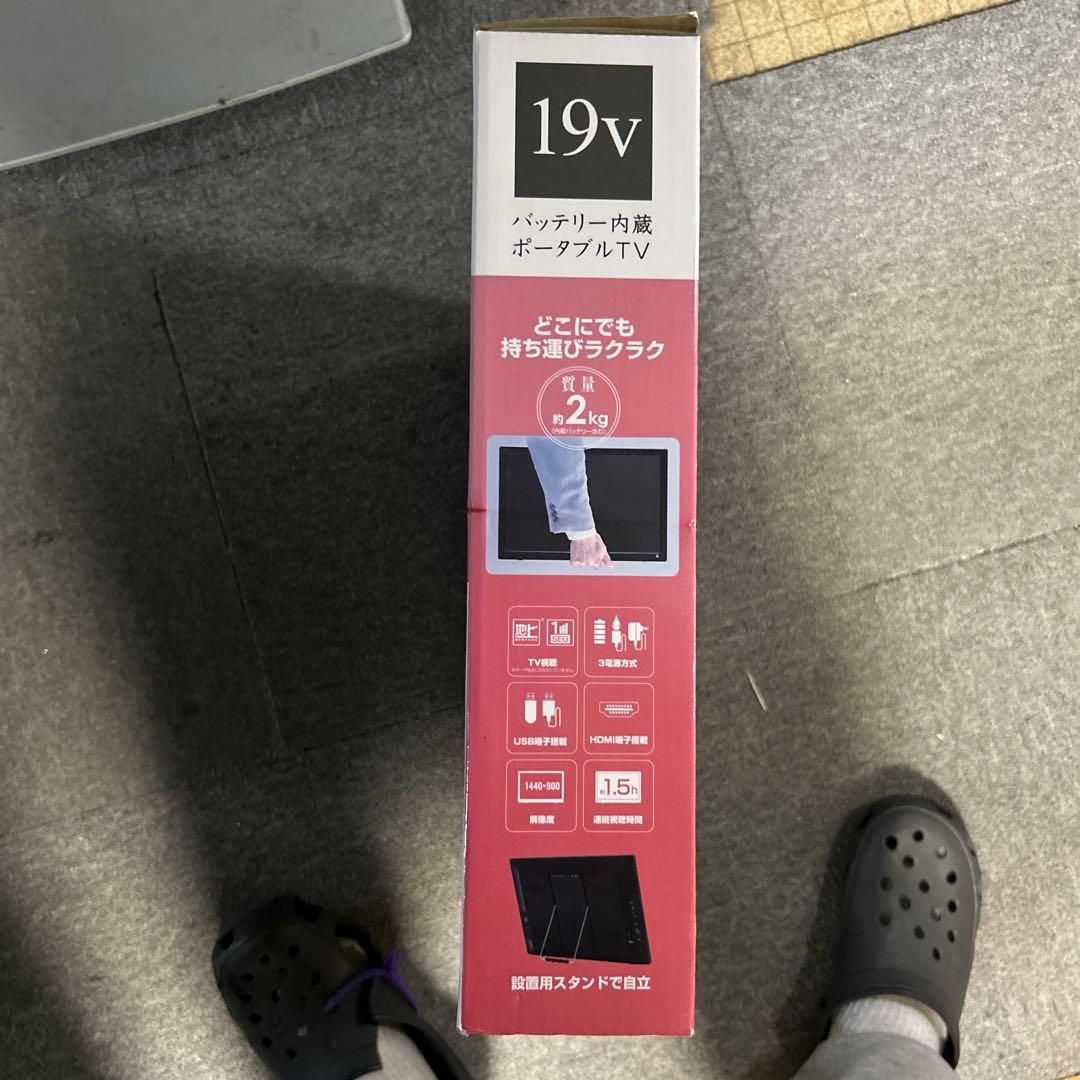 19v
バッテリー内蔵
ポータブルTV
どこにでも
持ち運びラクラク
質量
約2kg
(内蔵バッテリー含む)
地上
DIGITAL
1
SEG
TV視聴
3電源方式
USB端子搭載
HDMI端子搭載
1440×900
約1.5h
解像度
連続視聴時間
設置用スタンドで自立